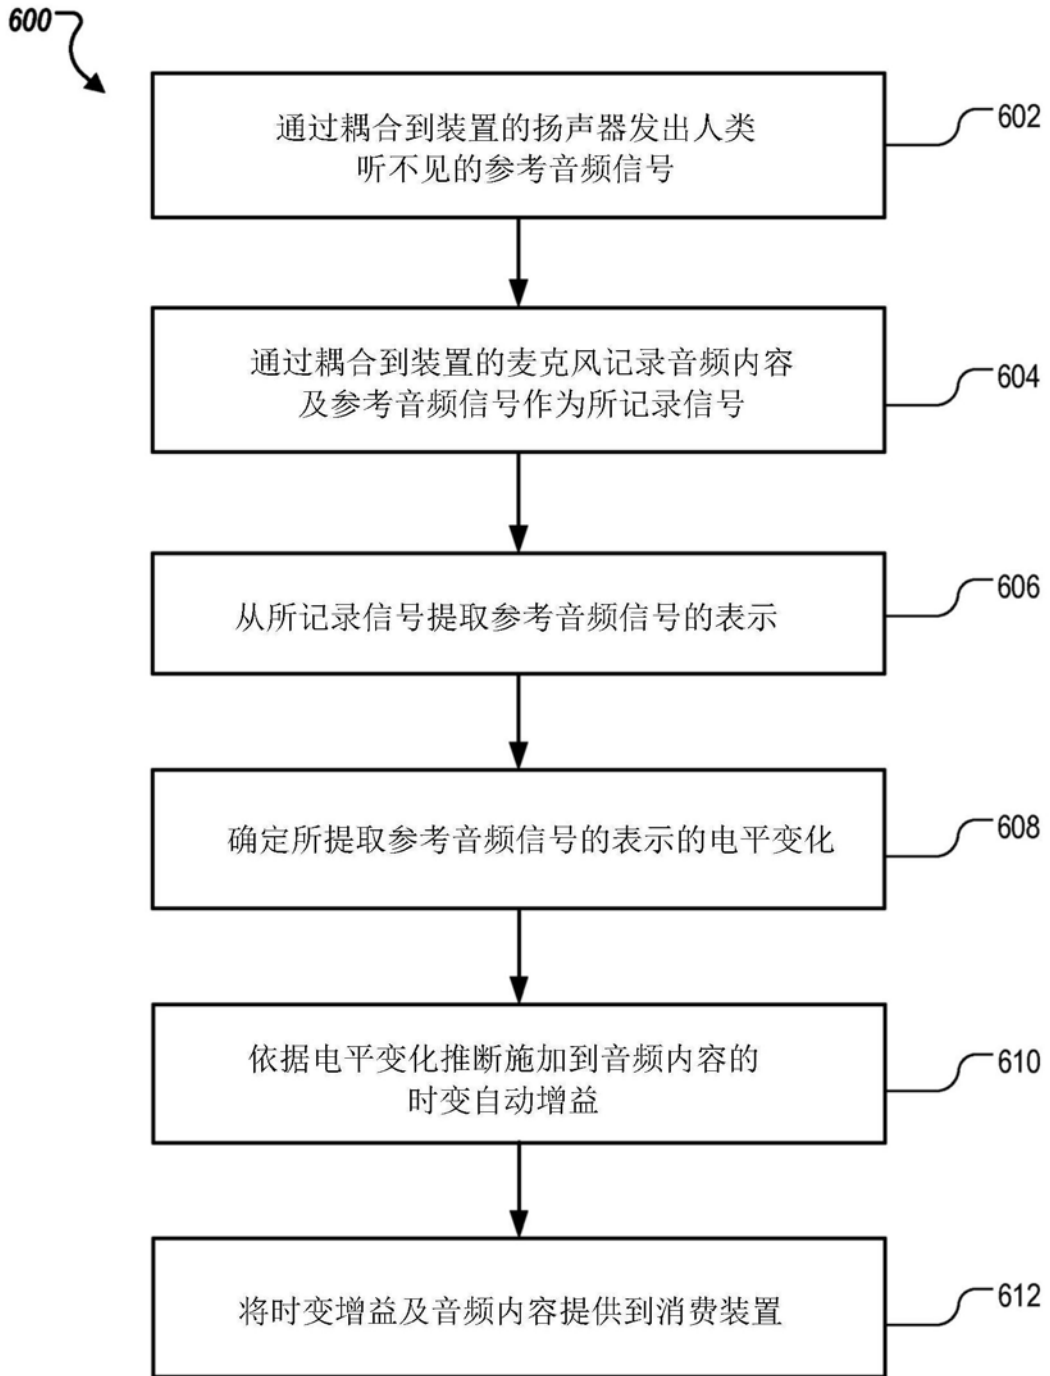 600
通过耦合到装置的扬声器发出人类
听不见的参考音频信号
602
通过耦合到装置的麦克风记录音频内容
及参考音频信号作为所记录信号
604
从所记录信号提取参考音频信号的表示
606
确定所提取参考音频信号的表示的电平变化
608
依据电平变化推断施加到音频内容的
时变自动增益
610
将时变增益及音频内容提供到消费装置
612